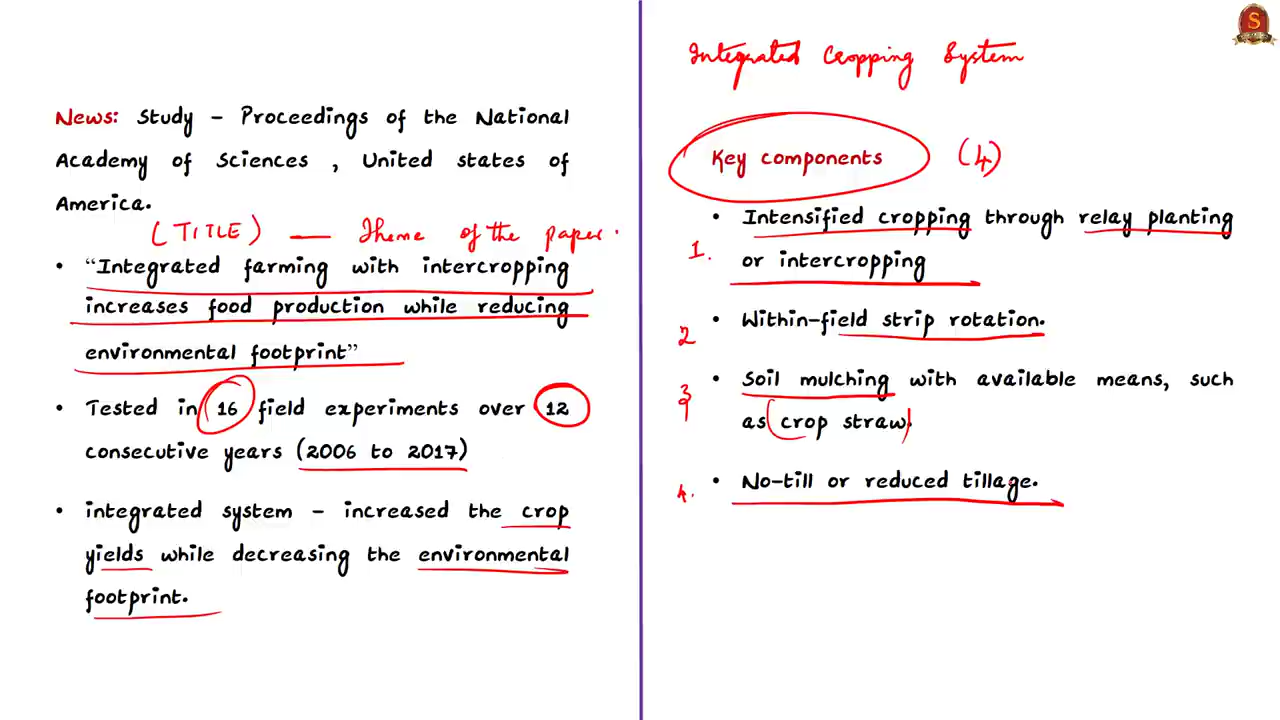 News: Study – Proceedings of the National
Academy of Sciences , United states of
America.
(TITLE) — Theme of the paper.
• “Integrated farming with intercropping
increases food production while reducing
environmental footprint”
• Tested in 16 field experiments over 12
consecutive years (2006 to 2017)
• integrated system – increased the crop
yields while decreasing the environmental
footprint.
Integrated Cropping System
Key components (4)
• Intensified cropping through relay planting
1. or intercropping
• Within-field strip rotation.
2
• Soil mulching with available means, such
3
as (crop straw).
• No-till or reduced tillage.
4.
S